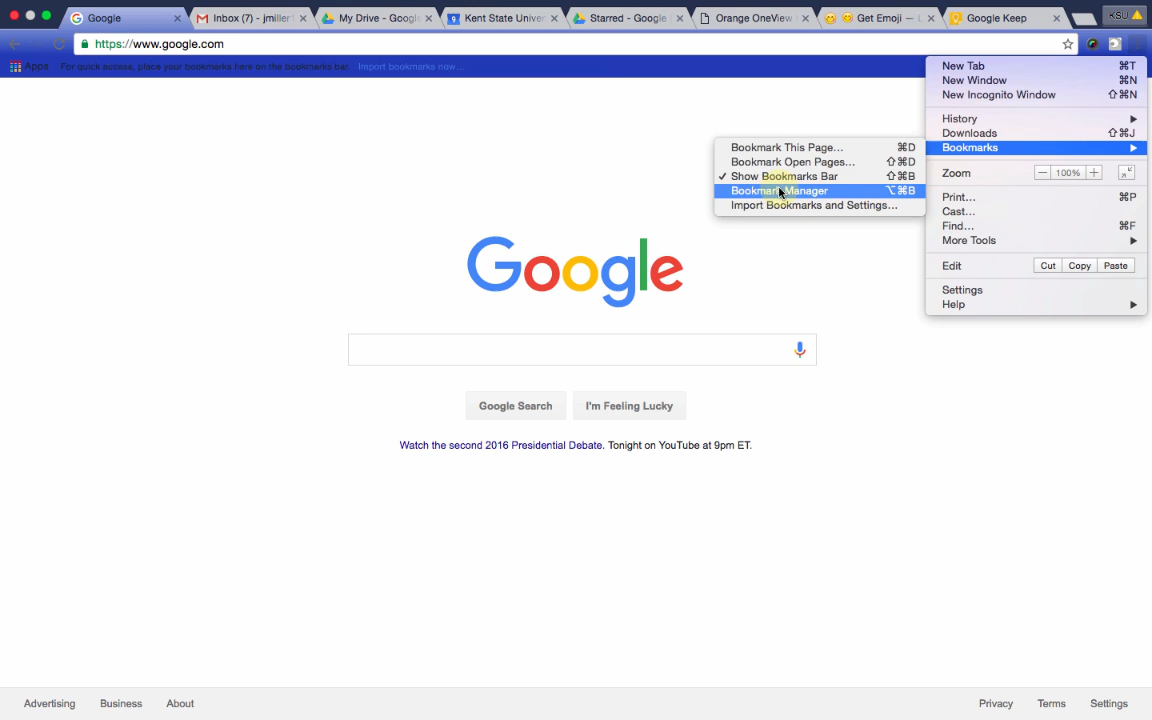 Google
Inbox (7) - jmiller
My Drive - Google
Kent State Univer
Starred - Google
Orange OneView
Get Emoji — L
Google Keep
KSU
https://www.google.com
Apps For quick access, place your bookmarks here on the bookmarks bar. Import bookmarks now...
New Tab ⌘T
New Window ⌘N
New Incognito Window ⇧⌘N
History
Downloads ⇧⌘J
Bookmarks
Bookmark This Page... ⌘D
Bookmark Open Pages... ⇧⌘D
✓ Show Bookmarks Bar ⇧⌘B
Bookmark Manager ⌥⌘B
Import Bookmarks and Settings...
Zoom — 100% +
Print... ⌘P
Cast...
Find... ⌘F
More Tools
Edit Cut Copy Paste
Settings
Help
Google
Google Search I'm Feeling Lucky
Watch the second 2016 Presidential Debate. Tonight on YouTube at 9pm ET.
Advertising Business About Privacy Terms Settings